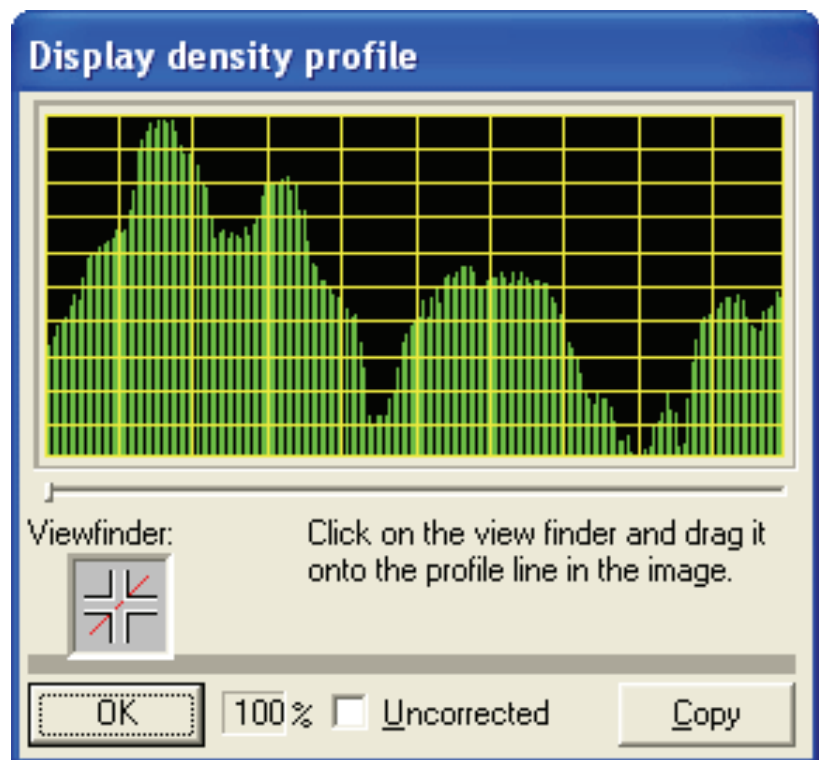 Display density profile
Viewfinder:
Click on the view finder and drag it
onto the profile line in the image.
OK 100 % Uncorrected Copy